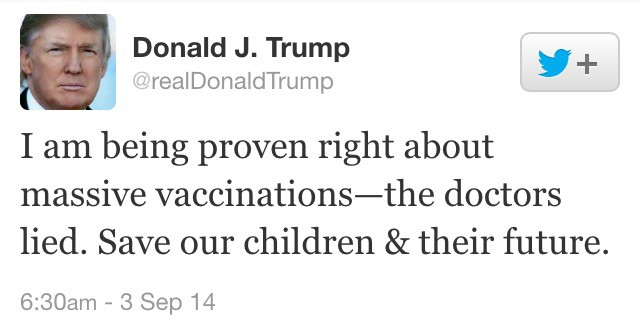 Donald J. Trump
@realDonaldTrump
I am being proven right about
massive vaccinations—the doctors
lied. Save our children & their future.
6:30am - 3 Sep 14